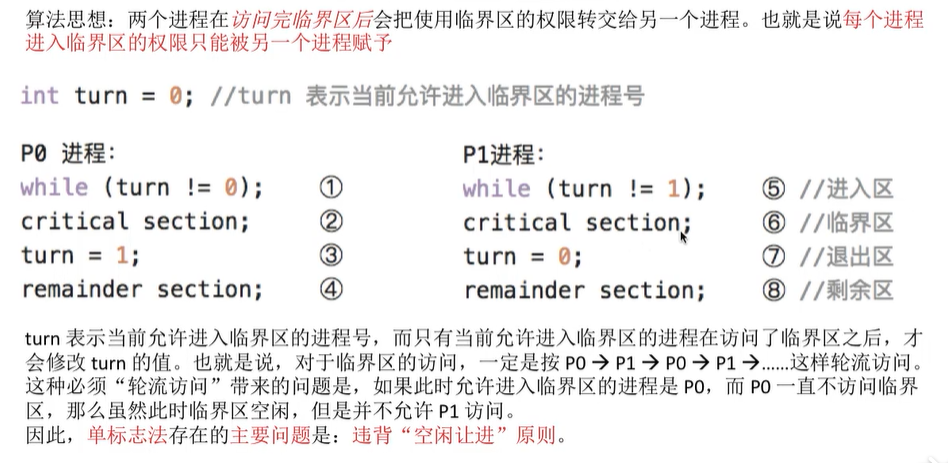 算法思想：两个进程在访问完临界区后会把使用临界区的权限转交给另一个进程。也就是说每个进程
进入临界区的权限只能被另一个进程赋予
int turn = 0; //turn 表示当前允许进入临界区的进程号
P0 进程： P1进程：
while (turn != 0); ① while (turn != 1); ⑤ //进入区
critical section; ② critical section; ⑥ //临界区
turn = 1; ③ turn = 0; ⑦ //退出区
remainder section; ④ remainder section; ⑧ //剩余区
turn 表示当前允许进入临界区的进程号，而只有当前允许进入临界区的进程在访问了临界区之后，才
会修改 turn 的值。也就是说，对于临界区的访问，一定是按 P0 → P1 → P0 → P1 →……这样轮流访问。
这种必须“轮流访问”带来的问题是，如果此时允许进入临界区的进程是 P0，而 P0 一直不访问临界
区，那么虽然此时临界区空闲，但是并不允许 P1 访问。
因此，单标志法存在的主要问题是：违背“空闲让进”原则。